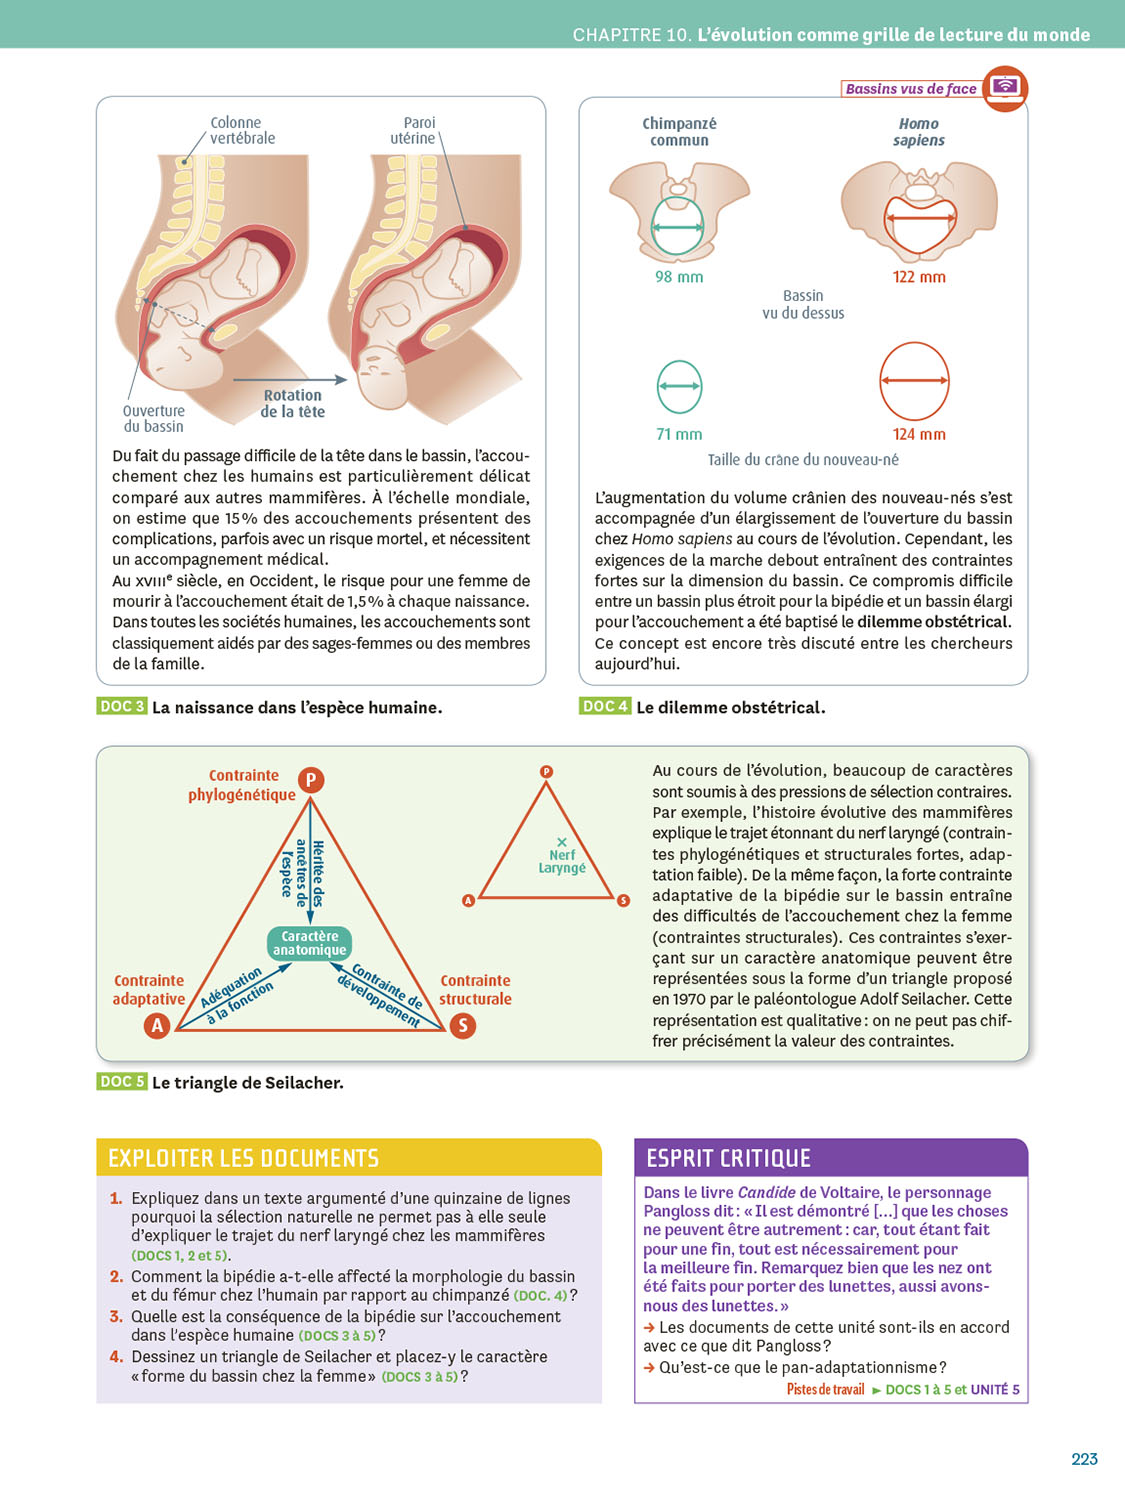 CHAPITRE 10. L’évolution comme grille de lecture du monde
Colonne
vertébrale
Paroi
utérine
Ouverture
du bassin
Rotation
de la tête
Du fait du passage difficile de la tête dans le bassin, l’accou-
chement chez les humains est particulièrement délicat
comparé aux autres mammifères. À l’échelle mondiale,
on estime que 15 % des accouchements présentent des
complications, parfois avec un risque mortel, et nécessitent
un accompagnement médical.
Au XVIIIe siècle, en Occident, le risque pour une femme de
mourir à l’accouchement était de 1,5 % à chaque naissance.
Dans toutes les sociétés humaines, les accouchements sont
classiquement aidés par des sages-femmes ou des membres
de la famille.
DOC 3 La naissance dans l’espèce humaine.
Bassins vus de face
Chimpanzé
commun
Homo
sapiens
98 mm
122 mm
Bassin
vu du dessus
71 mm
124 mm
Taille du crâne du nouveau-né
L’augmentation du volume crânien des nouveau-nés s’est
accompagnée d’un élargissement de l’ouverture du bassin
chez Homo sapiens au cours de l’évolution. Cependant, les
exigences de la marche debout entraînent des contraintes
fortes sur la dimension du bassin. Ce compromis difficile
entre un bassin plus étroit pour la bipédie et un bassin élargi
pour l’accouchement a été baptisé le dilemme obstétrical.
Ce concept est encore très discuté entre les chercheurs
aujourd’hui.
DOC 4 Le dilemme obstétrical.
Contrainte
phylogénétique
P
Héritée des
ancêtres de
l’espèce
Caractère
anatomique
Contrainte
adaptative
A
Adéquation
à la fonction
Contrainte de
développement
Contrainte
structurale
S
P
Nerf
Laryngé
A
S
Au cours de l’évolution, beaucoup de caractères
sont soumis à des pressions de sélection contraires.
Par exemple, l’histoire évolutive des mammifères
explique le trajet étonnant du nerf laryngé (contrain-
tes phylogénétiques et structurales fortes, adap-
tation faible). De la même façon, la forte contrainte
adaptative de la bipédie sur le bassin entraîne
des difficultés de l’accouchement chez la femme
(contraintes structurales). Ces contraintes s’exer-
çant sur un caractère anatomique peuvent être
représentées sous la forme d’un triangle proposé
en 1970 par le paléontologue Adolf Seilacher. Cette
représentation est qualitative : on ne peut pas chif-
frer précisément la valeur des contraintes.
DOC 5 Le triangle de Seilacher.
EXPLOITER LES DOCUMENTS
1. Expliquez dans un texte argumenté d’une quinzaine de lignes
pourquoi la sélection naturelle ne permet pas à elle seule
d’expliquer le trajet du nerf laryngé chez les mammifères
(DOCS 1, 2 et 5).
2. Comment la bipédie a-t-elle affecté la morphologie du bassin
et du fémur chez l’humain par rapport au chimpanzé (DOC. 4) ?
3. Quelle est la conséquence de la bipédie sur l’accouchement
dans l’espèce humaine (DOCS 3 à 5) ?
4. Dessinez un triangle de Seilacher et placez-y le caractère
« forme du bassin chez la femme » (DOCS 3 à 5) ?
ESPRIT CRITIQUE
Dans le livre Candide de Voltaire, le personnage
Pangloss dit : « Il est démontré [...] que les choses
ne peuvent être autrement : car, tout étant fait
pour une fin, tout est nécessairement pour
la meilleure fin. Remarquez bien que les nez ont
été faits pour porter des lunettes, aussi avons-
nous des lunettes. »
→ Les documents de cette unité sont-ils en accord
avec ce que dit Pangloss ?
→ Qu’est-ce que le pan-adaptationnisme ?
Pistes de travail ► DOCS 1 à 5 et UNITÉ 5
223